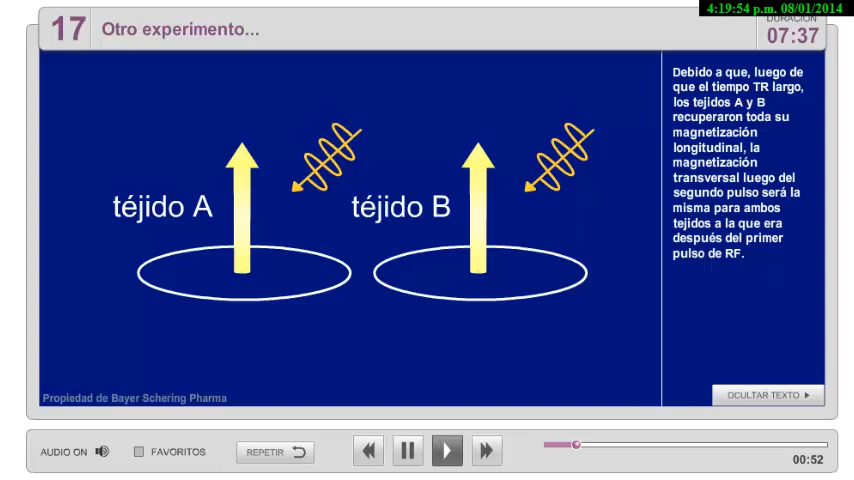 4:19:54 p.m. 08/01/2014
17
Otro experimento...
DURACIÓN
07:37
téjido A
téjido B
Debido a que, luego de
que el tiempo TR largo,
los tejidos A y B
recuperaron toda su
magnetización
longitudinal, la
magnetización
transversal luego del
segundo pulso será la
misma para ambos
tejidos a la que era
después del primer
pulso de RF.
Propiedad de Bayer Schering Pharma
OCULTAR TEXTO
AUDIO ON
FAVORITOS
REPETIR
00:52